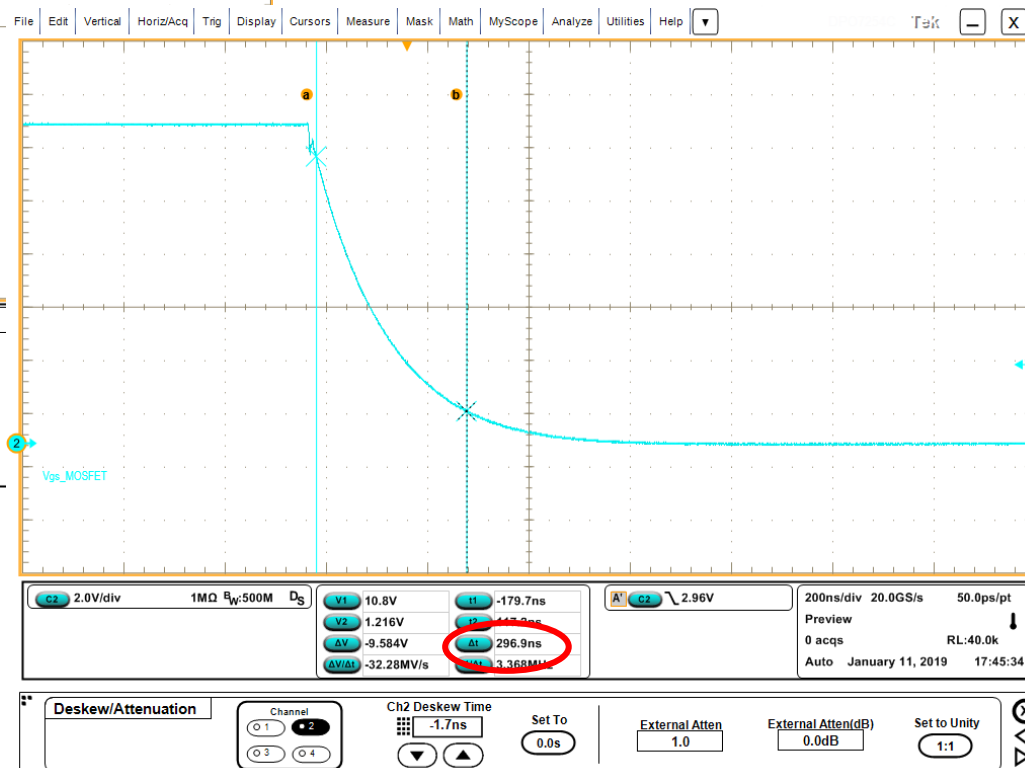 File Edit Vertical Horiz/Acq Trig Display Cursors Measure Mask Math MyScope Analyze Utilities Help ▼ Tek X
a b
2
Vgs_MOSFET
C2 2.0V/div 1MΩ BW:500M DS
V1 10.8V t1 -179.7ns
V2 1.216V t2
ΔV -9.584V Δt 296.9ns
ΔV/Δt -32.28MV/s 3.368MHz
A' C2 2.96V
200ns/div 20.0GS/s 50.0ps/pt
Preview
0 acqs RL:40.0k
Auto January 11, 2019 17:45:34
Deskew/Attenuation
Channel
1 2
3 4
Ch2 Deskew Time
-1.7ns
Set To
0.0s
External Atten
1.0
External Atten(dB)
0.0dB
Set to Unity
1:1